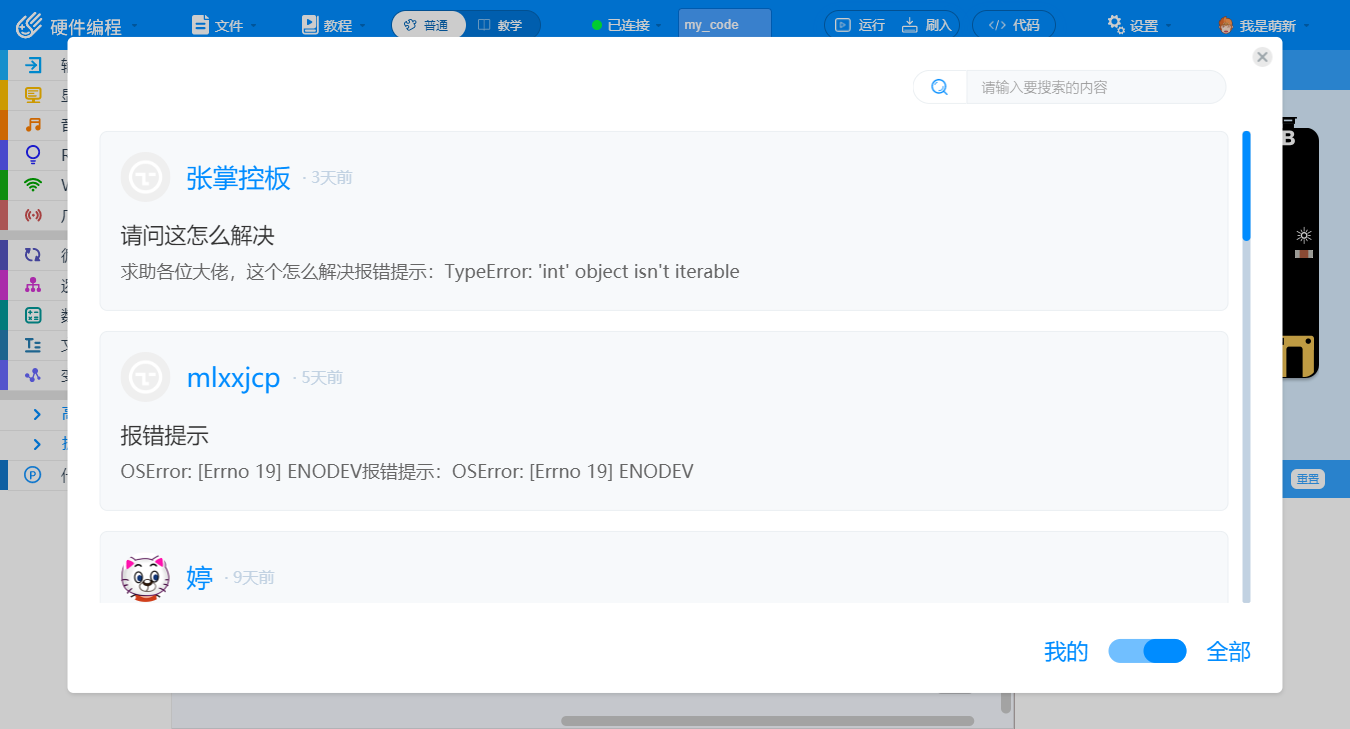 硬件编程
文件
教程
普通
教学
已连接
my_code
运行
刷入
代码
设置
我是萌新
请输入要搜索的内容
张掌控板 · 3天前
请问这怎么解决
求助各位大佬，这个怎么解决报错提示：TypeError: 'int' object isn't iterable
mlxxjcp · 5天前
报错提示
OSError: [Errno 19] ENODEV报错提示：OSError: [Errno 19] ENODEV
婷 · 9天前
我的
全部
B
重置